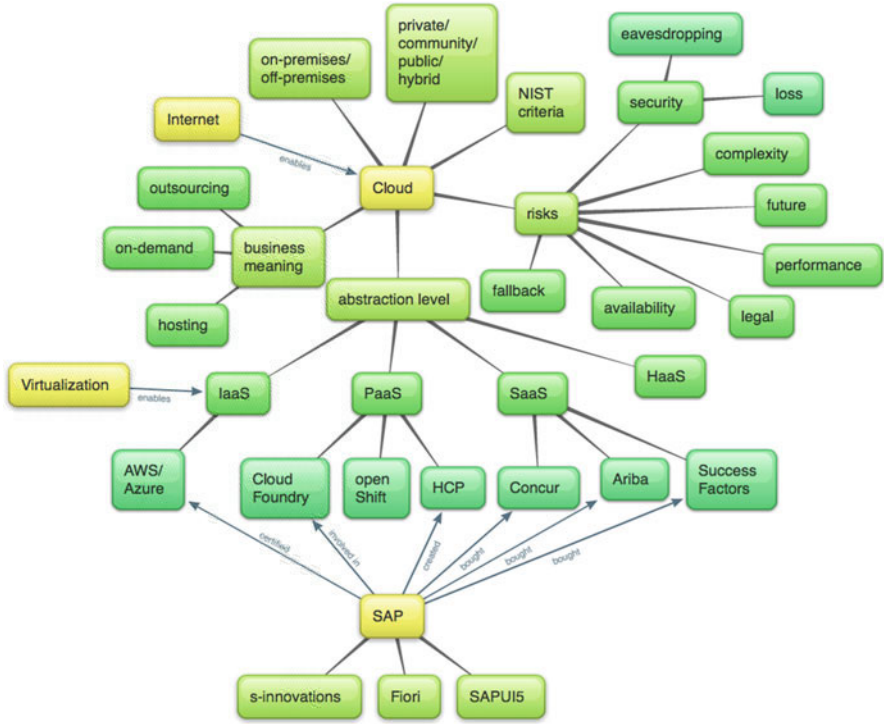 private/
community/
public/
hybrid
eavesdropping
on-premises/
off-premises
NIST
criteria
security
loss
Internet
enables
complexity
outsourcing
Cloud
risks
future
on-demand
business
meaning
performance
fallback
abstraction level
availability
legal
hosting
HaaS
Virtualization
enables
IaaS
PaaS
SaaS
AWS/
Azure
Cloud
Foundry
open
Shift
HCP
Concur
Ariba
Success
Factors
certified
involved in
created
bought
bought
bought
SAP
s-innovations
Fiori
SAPUI5